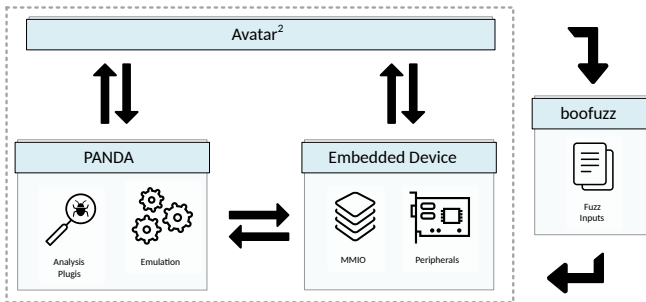 Avatar²
boofuzz
PANDA
Embedded Device
Fuzz
Inputs
Analysis
Plugis
Emulation
MMIO
Peripherals